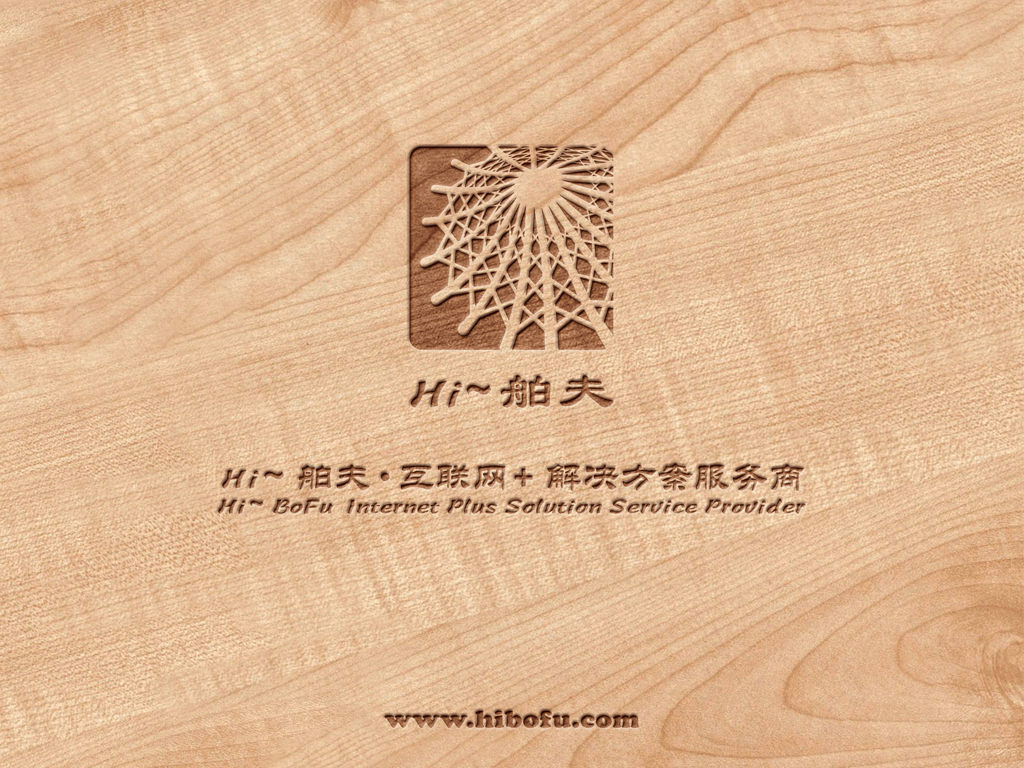 Hi~舶夫
Hi~ 舶夫·互联网+ 解决方案服务商
Hi~ BoFu Internet Plus Solution Service Provider
www.hibofu.com